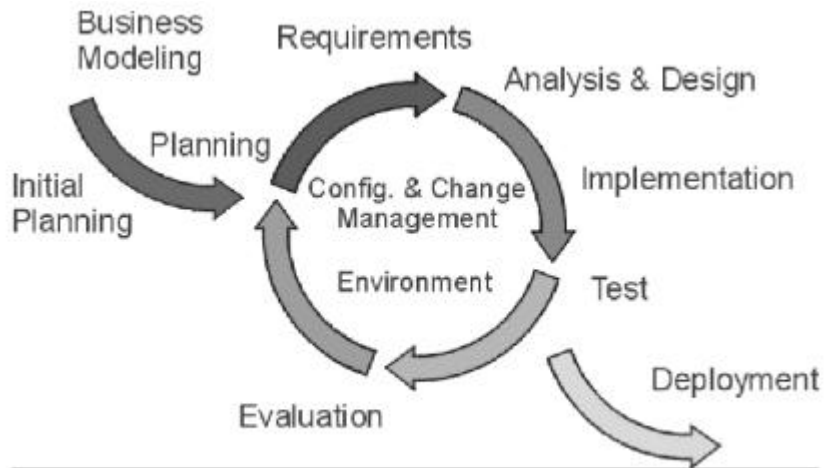 Business
Modeling
Requirements
Analysis & Design
Planning
Initial
Planning
Config. & Change
Management
Implementation
Environment
Test
Deployment
Evaluation